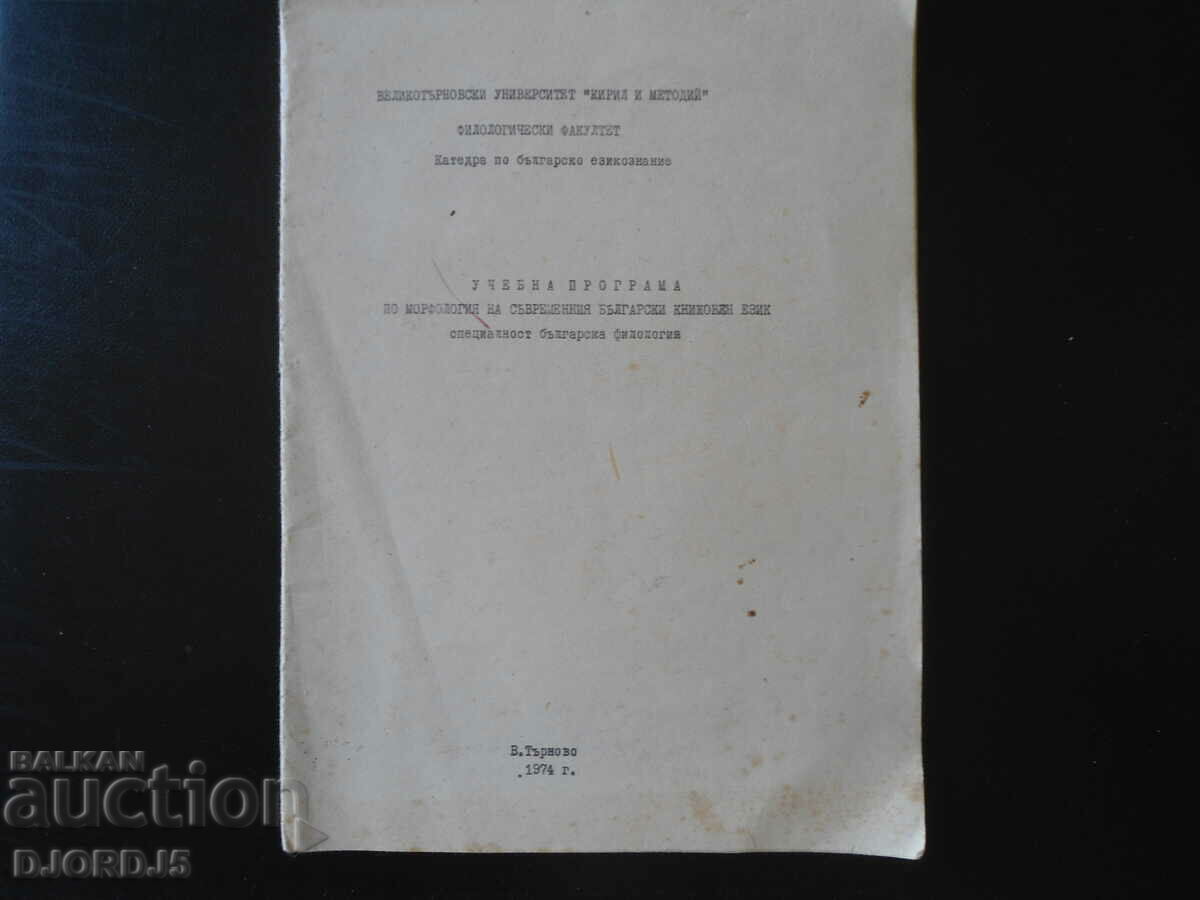 ВЕЛИКОТЪРНОВСКИ УНИВЕРСИТЕТ "КИРИЛ И МЕТОДИЙ"
ФИЛОЛОГИЧЕСКИ ФАКУЛТЕТ
Катедра по българско езикознание
УЧЕБНА ПРОГРАМА
ПО МОРФОЛОГИЯ НА СЪВРЕМЕННИЯ БЪЛГАРСКИ КНИЖОВЕН ЕЗИК
специалност българска филология
В.Търново
1974 г.
BALKAN
auction
DJORDJ5